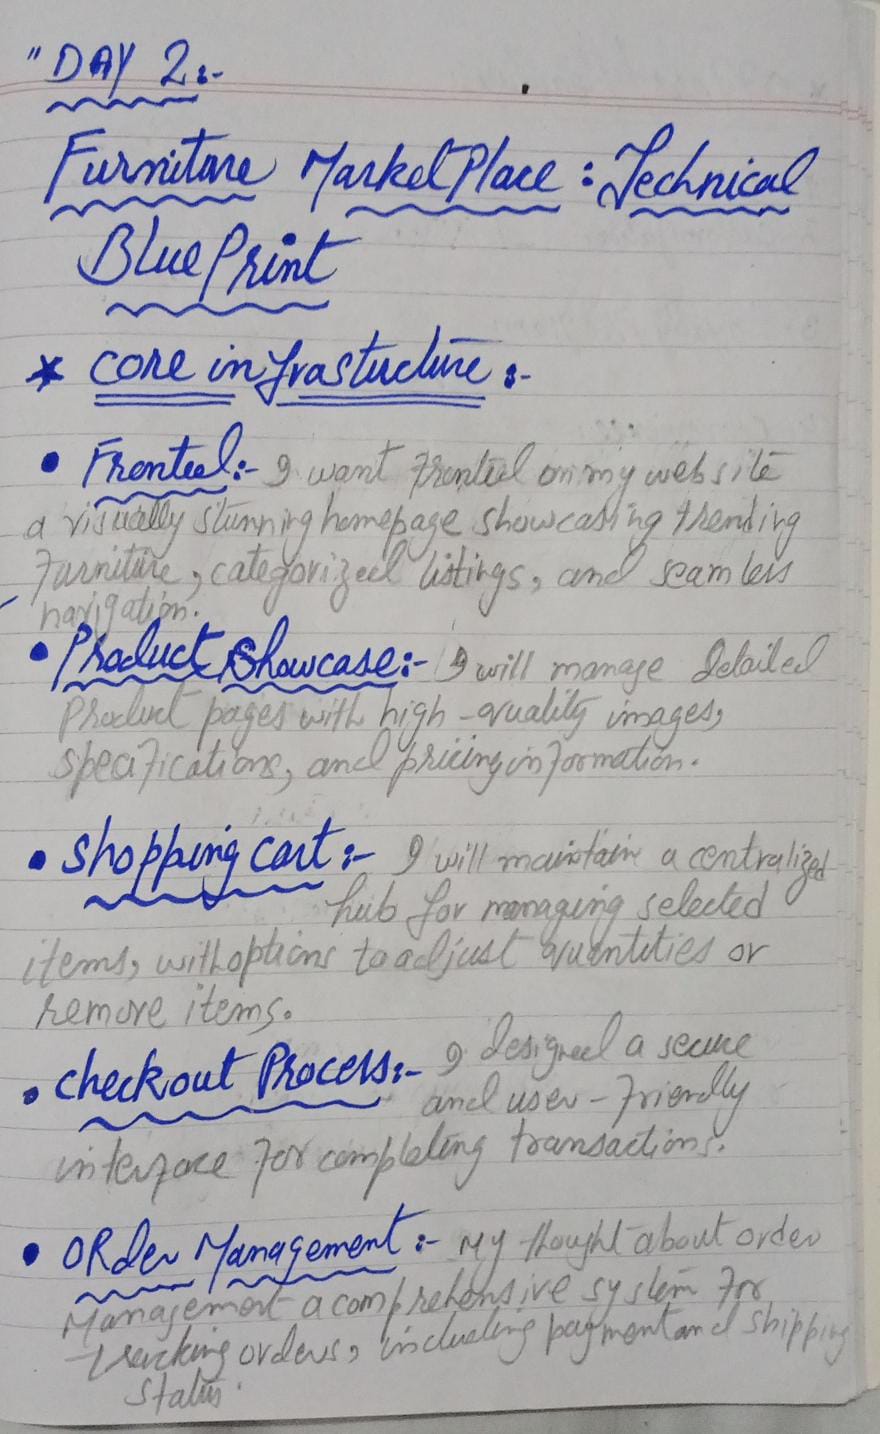 "DAY 2:-
Furniture MarketPlace : Technical
BluePrint
* core infrastucture :-
• Fronted:- I want fronted on my website
a visually stunning homepage showcasing trending
furniture, categorized listings, and seamless
navigation.
• Product Showcase:- I will manage detailed
Product pages with high-quality images,
specifications, and pricing information.
• Shopping Cart :- I will maintain a centralized
hub for managing selected
items, with options to adjust quantities or
remove items.
• Checkout Process:- I designed a secure
and user-friendly
interface for completing transactions.
• ORder Management :- My thought about order
Management a comprehensive system for
tracking orders, including payment and shipping
status.